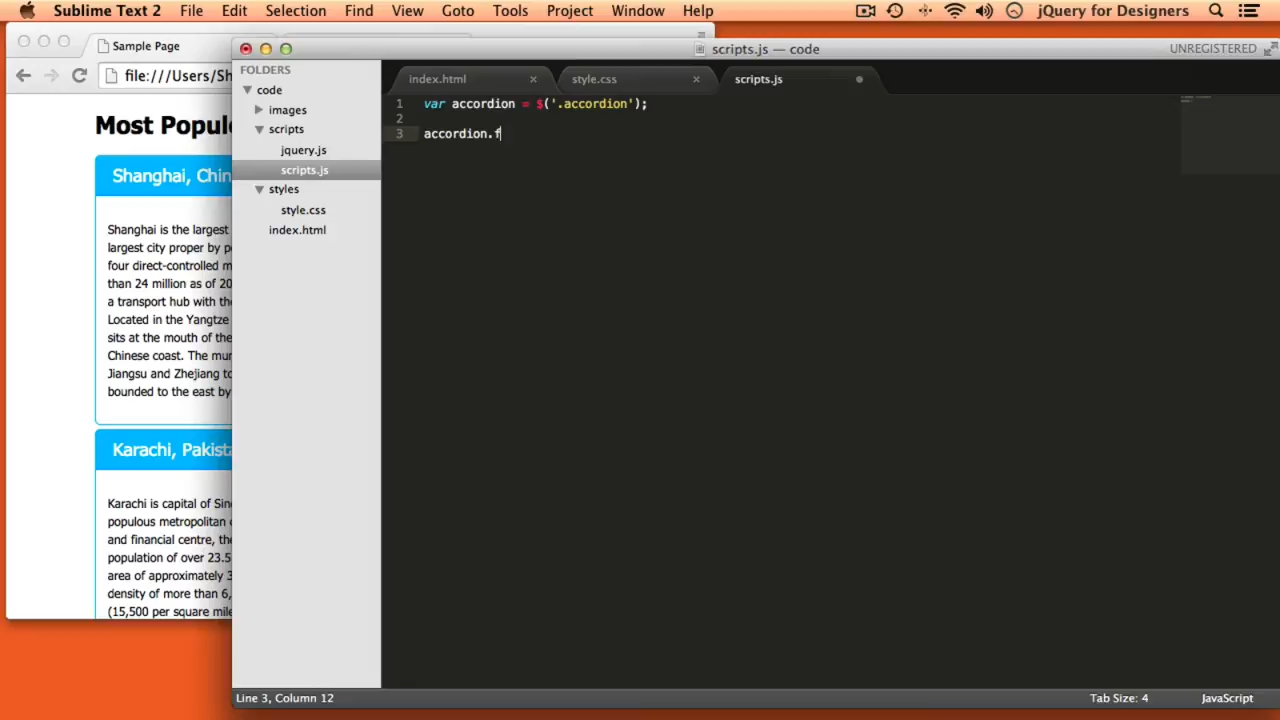 Sublime Text 2 File Edit Selection Find View Goto Tools Project Window Help jQuery for Designers
Sample Page
file:///Users/Sh
Most Popul
Shanghai, Chin
Shanghai is the largest
largest city proper by p
four direct-controlled m
than 24 million as of 20
a transport hub with the
Located in the Yangtze
sits at the mouth of the
Chinese coast. The mun
Jiangsu and Zhejiang to
bounded to the east by
Karachi, Pakist
Karachi is capital of Sin
populous metropolitan
and financial centre, the
population of over 23.5
area of approximately 3
density of more than 6,
(15,500 per square mile
scripts.js — code
UNREGISTERED
FOLDERS
code
images
scripts
jquery.js
scripts.js
styles
style.css
index.html
index.html style.css scripts.js
1 var accordion = $('.accordion');
2
3 accordion.f
Line 3, Column 12 Tab Size: 4 JavaScript